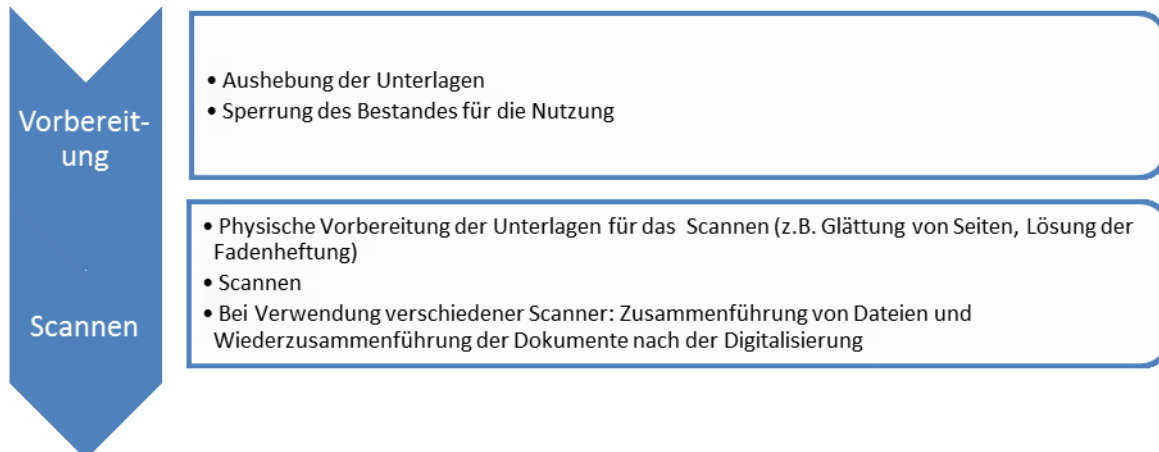 Vorbereit-
ung
• Aushebung der Unterlagen
• Sperrung des Bestandes für die Nutzung
Scannen
• Physische Vorbereitung der Unterlagen für das Scannen (z.B. Glättung von Seiten, Lösung der
Fadenheftung)
• Scannen
• Bei Verwendung verschiedener Scanner: Zusammenführung von Dateien und
Wiederzusammenführung der Dokumente nach der Digitalisierung